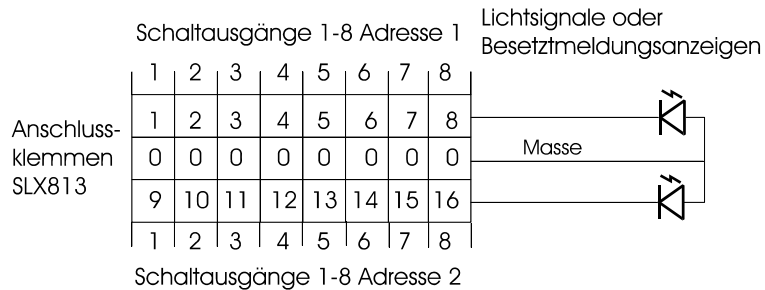 Schaltausgänge 1-8 Adresse 1
Lichtsignale oder
Besetztmeldungsanzeigen
1 2 3 4 5 6 7 8
Anschluss-
klemmen
SLX813
1 2 3 4 5 6 7 8
0 0 0 0 0 0 0 0
Masse
9 10 11 12 13 14 15 16
1 2 3 4 5 6 7 8
Schaltausgänge 1-8 Adresse 2